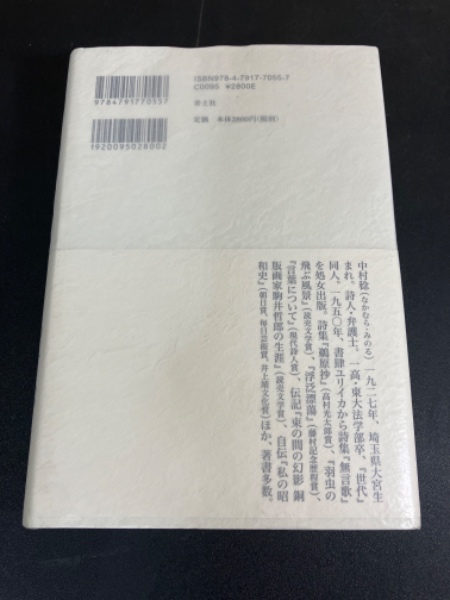 ISBN978-4-7917-7055-7
C0095 ¥2800E
9784791770557
青土社
定価 本体2800円(税別)
1920095028002
中村稔(なかむら・みのる) 一九二七年、埼玉県大宮生
まれ。詩人・弁護士。一高・東大法学部卒。『世代』
同人。一九五〇年、書肆ユリイカから詩集『無言歌』
を処女出版。詩集『鵜原抄』(高村光太郎賞)、『羽虫の
飛ぶ風景』(読売文学賞)、『浮泛漂蕩』(藤村記念歴程賞)、
『言葉について』(現代詩人賞)、伝記『束の間の幻影 銅
版画家駒井哲郎の生涯』(読売文学賞)、自伝『私の昭
和史』(朝日賞、毎日芸術賞、井上靖文化賞)ほか、著書多数。